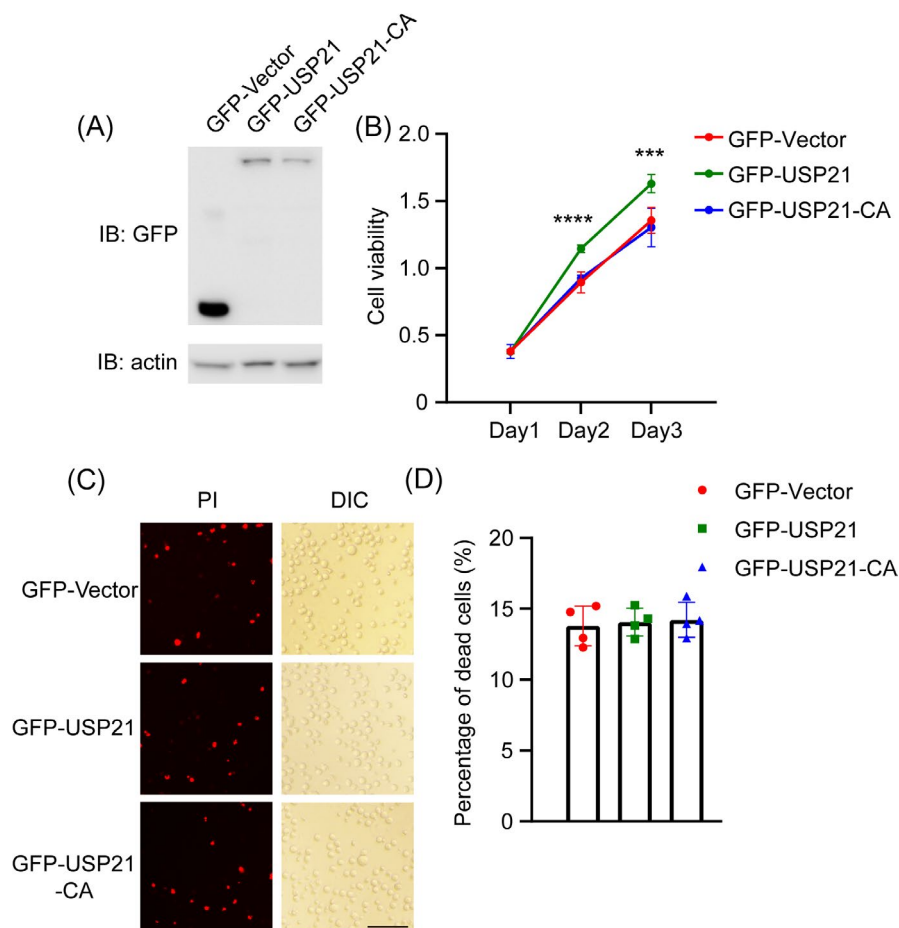 (A)
GFP-Vector
GFP-USP21
GFP-USP21-CA
IB: GFP
IB: actin
(B)
Cell viability
2.0
1.5
1.0
0.5
0
****
***
Day1 Day2 Day3
GFP-Vector
GFP-USP21
GFP-USP21-CA
(C)
PI DIC
GFP-Vector
GFP-USP21
GFP-USP21
-CA
(D)
Percentage of dead cells (%)
20
15
10
5
0
GFP-Vector
GFP-USP21
GFP-USP21-CA